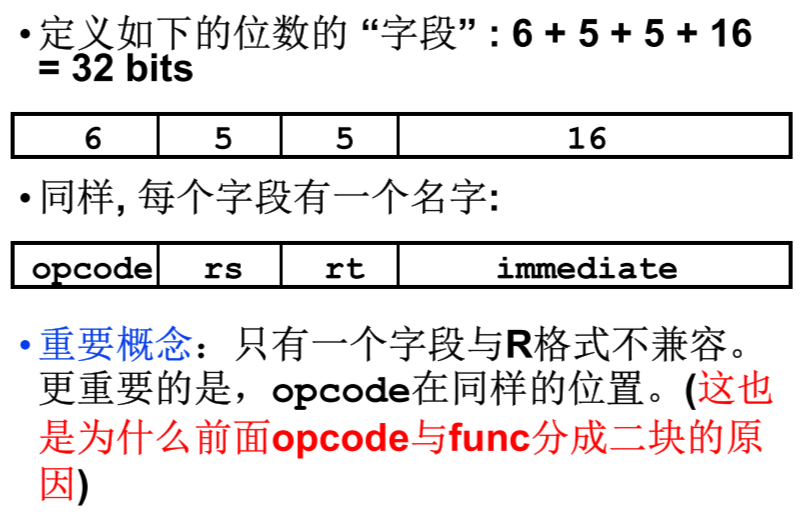 •定义如下的位数的 “字段” : 6 + 5 + 5 + 16
= 32 bits
6 5 5 16
•同样, 每个字段有一个名字:
opcode rs rt immediate
•重要概念：只有一个字段与R格式不兼容。
更重要的是，opcode在同样的位置。(这也
是为什么前面opcode与func分成二块的原
因)